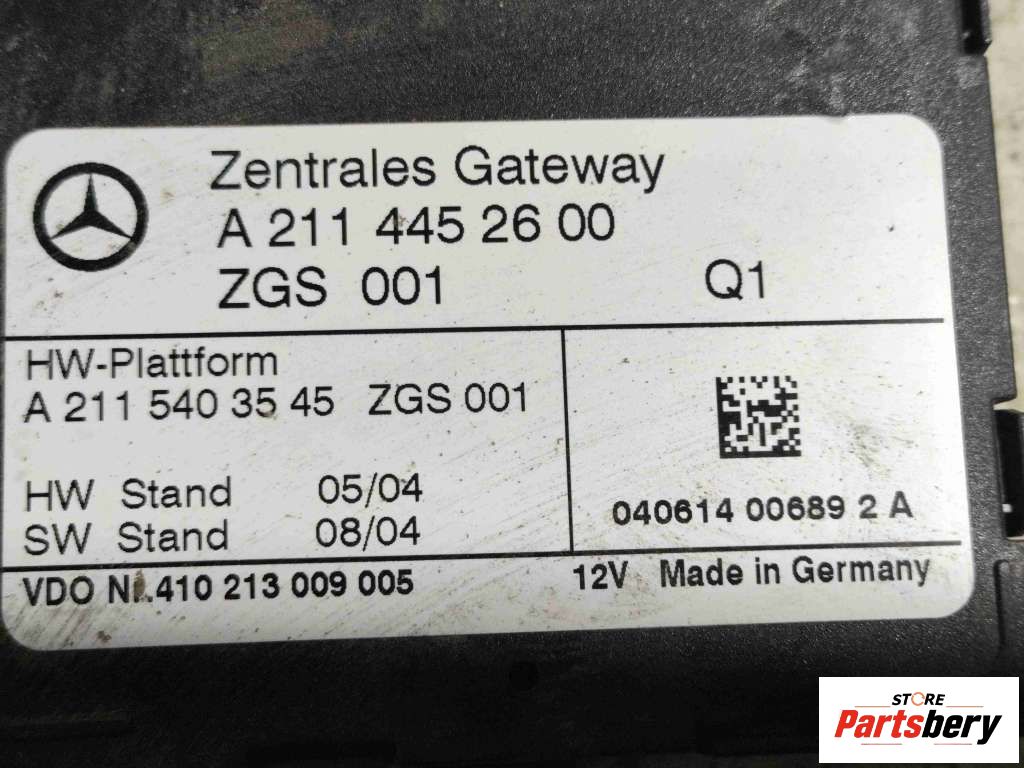 Zentrales Gateway
A 211 445 26 00
ZGS 001 Q1
HW-Plattform
A 211 540 35 45 ZGS 001
HW Stand 05/04
SW Stand 08/04
040614 00689 2 A
VDO Nr.410 213 009 005
12V Made in Germany
STORE
Partsbery